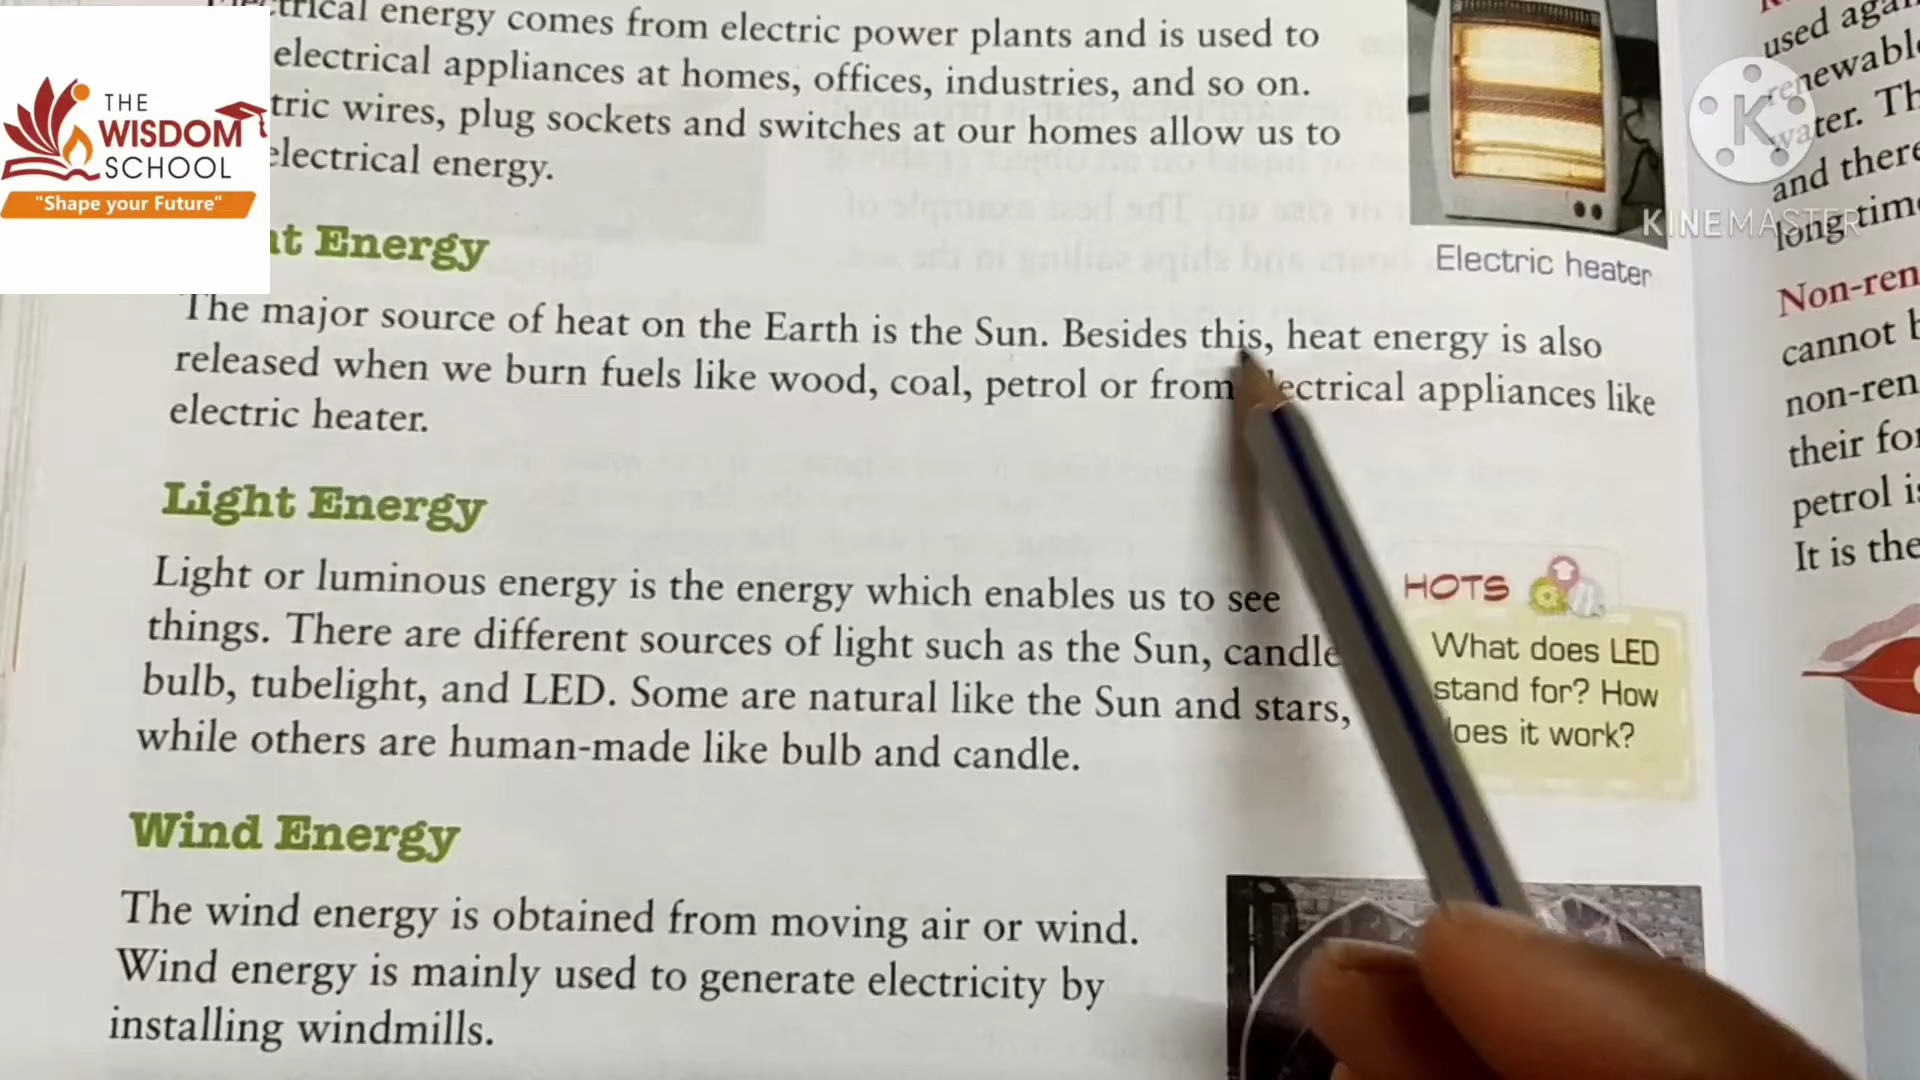 trical energy comes from electric power plants and is used to
electrical appliances at homes, offices, industries, and so on.
tric wires, plug sockets and switches at our homes allow us to
electrical energy.
THE
WISDOM
SCHOOL
"Shape your Future"
Electric heater
KINEMASTER
K
at Energy
The major source of heat on the Earth is the Sun. Besides this, heat energy is also
released when we burn fuels like wood, coal, petrol or from lectrical appliances like
electric heater.
Light Energy
Light or luminous energy is the energy which enables us to see
things. There are different sources of light such as the Sun, candle
bulb, tubelight, and LED. Some are natural like the Sun and stars,
while others are human-made like bulb and candle.
HOTS
What does LED
stand for? How
oes it work?
Wind Energy
The wind energy is obtained from moving air or wind.
Wind energy is mainly used to generate electricity by
installing windmills.
used again
renewable
water. Th
and there
long time
Non-ren
cannot b
non-ren
their for
petrol is
It is the